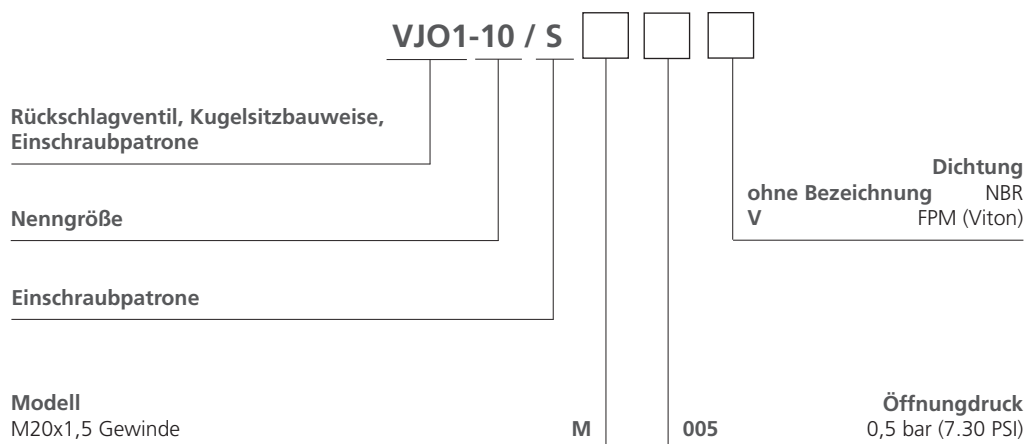 VJO1-10 / S
Rückschlagventil, Kugelsitzbauweise,
Einschraubpatrone
Dichtung
ohne Bezeichnung NBR
V FPM (Viton)
Nenngröße
Einschraubpatrone
Modell
M20x1,5 Gewinde M
Öffnungdruck
005 0,5 bar (7.30 PSI)